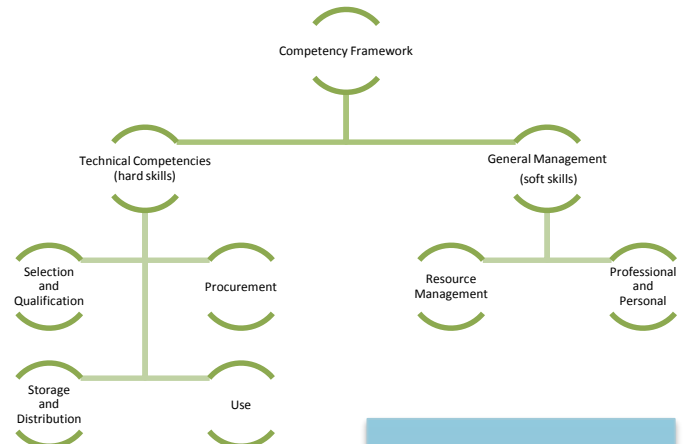 Competency Framework
Technical Competencies
(hard skills)
General Management
(soft skills)
Selection
and
Qualification
Procurement
Resource
Management
Professional
and
Personal
Storage
and
Distribution
Use